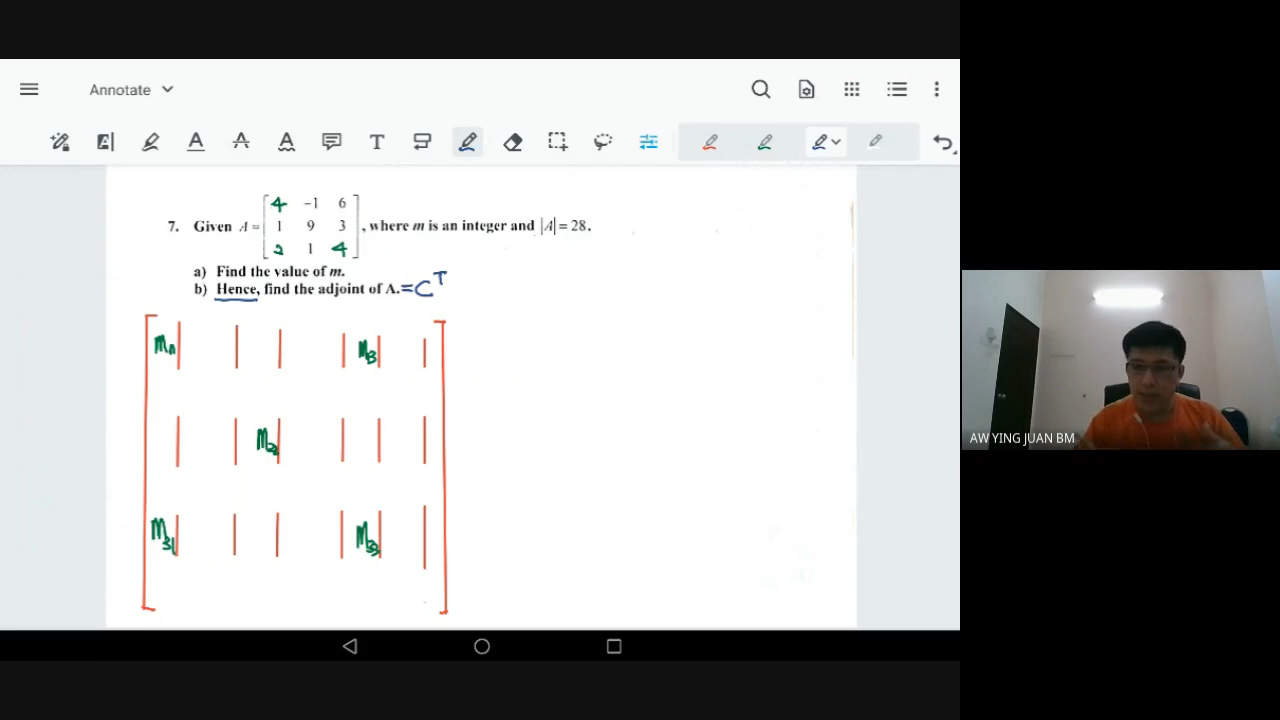 Annotate
7. Given A = [ 4 -1 6
1 9 3
2 1 4 ], where m is an integer and |A| = 28.
a) Find the value of m.
b) Hence, find the adjoint of A. = C^T
M11 M13
M22
M31 M33
AW YING JUAN BM